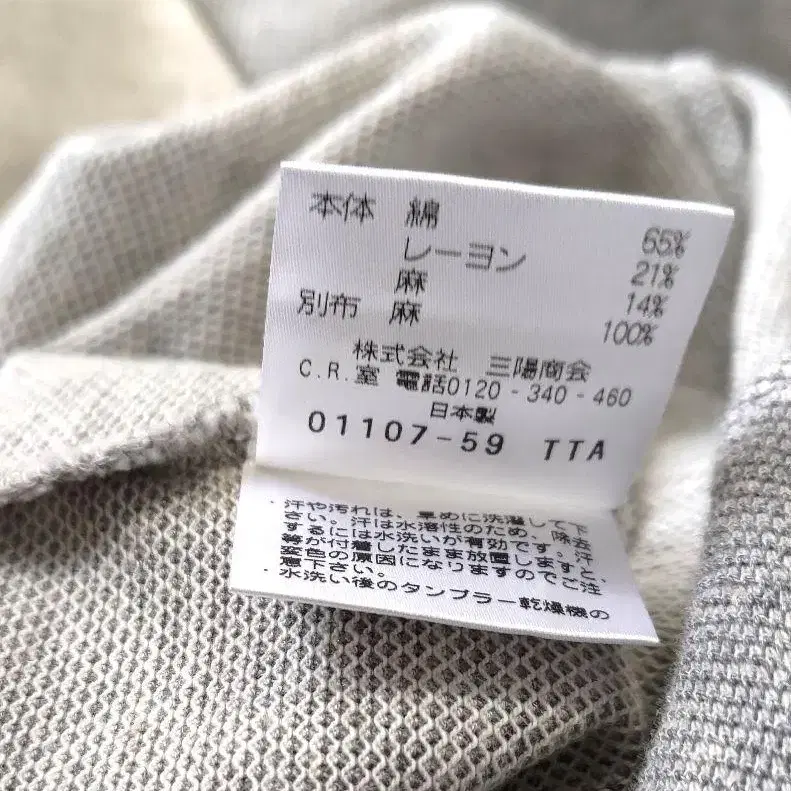 本体 綿 65%
レーヨン 21%
麻 14%
別布 麻 100%
株式会社 三陽商会
C.R.室 電話0120-340-460
日本製
01107-59 TTA
・汗や汚れは、早めに洗濯して下
さい。汗は水溶性のため、除去
するには水洗いが有効です。汗
等が付着したまま放置しますと、
変色の原因になりますのでご注
意下さい。
・水洗い後のタンブラー乾燥機の